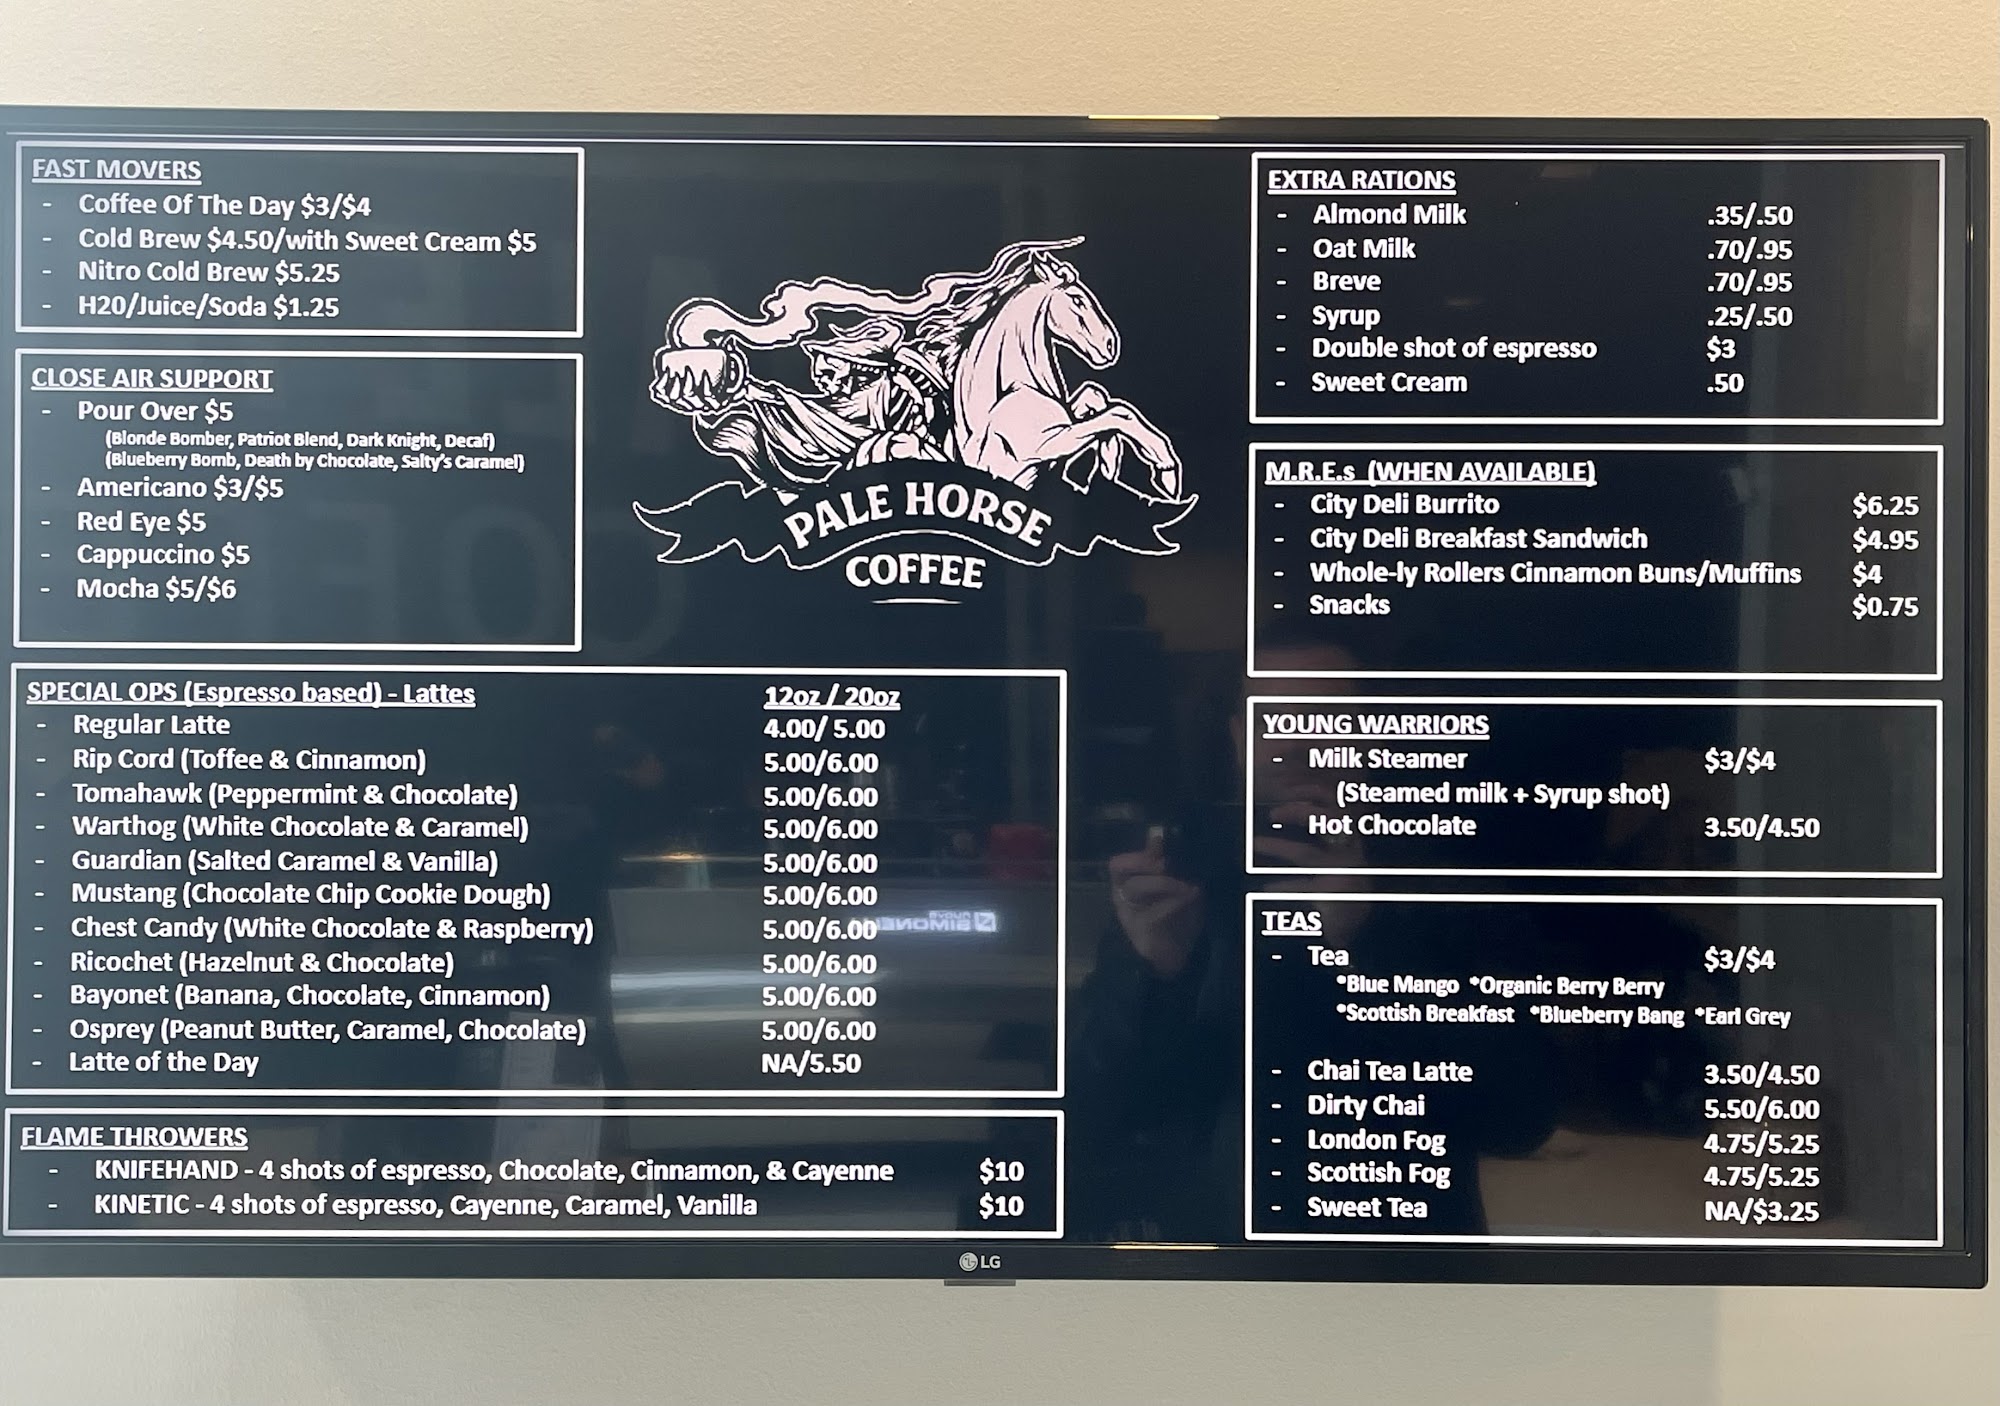 FAST MOVERS
- Coffee Of The Day $3/$4
- Cold Brew $4.50/with Sweet Cream $5
- Nitro Cold Brew $5.25
- H20/Juice/Soda $1.25
CLOSE AIR SUPPORT
- Pour Over $5
(Blonde Bomber, Patriot Blend, Dark Knight, Decaf)
(Blueberry Bomb, Death by Chocolate, Salty's Caramel)
- Americano $3/$5
- Red Eye $5
- Cappuccino $5
- Mocha $5/$6
PALE HORSE
COFFEE
SPECIAL OPS (Espresso based) - Lattes 12oz / 20oz
- Regular Latte 4.00/ 5.00
- Rip Cord (Toffee & Cinnamon) 5.00/6.00
- Tomahawk (Peppermint & Chocolate) 5.00/6.00
- Warthog (White Chocolate & Caramel) 5.00/6.00
- Guardian (Salted Caramel & Vanilla) 5.00/6.00
- Mustang (Chocolate Chip Cookie Dough) 5.00/6.00
- Chest Candy (White Chocolate & Raspberry) 5.00/6.00
- Ricochet (Hazelnut & Chocolate) 5.00/6.00
- Bayonet (Banana, Chocolate, Cinnamon) 5.00/6.00
- Osprey (Peanut Butter, Caramel, Chocolate) 5.00/6.00
- Latte of the Day NA/5.50
FLAME THROWERS
- KNIFEHAND - 4 shots of espresso, Chocolate, Cinnamon, & Cayenne $10
- KINETIC - 4 shots of espresso, Cayenne, Caramel, Vanilla $10
EXTRA RATIONS
- Almond Milk .35/.50
- Oat Milk .70/.95
- Breve .70/.95
- Syrup .25/.50
- Double shot of espresso $3
- Sweet Cream .50
M.R.E.s (WHEN AVAILABLE)
- City Deli Burrito $6.25
- City Deli Breakfast Sandwich $4.95
- Whole-ly Rollers Cinnamon Buns/Muffins $4
- Snacks $0.75
YOUNG WARRIORS
- Milk Steamer $3/$4
(Steamed milk + Syrup shot)
- Hot Chocolate 3.50/4.50
TEAS
- Tea $3/$4
*Blue Mango *Organic Berry Berry
*Scottish Breakfast *Blueberry Bang *Earl Grey
- Chai Tea Latte 3.50/4.50
- Dirty Chai 5.50/6.00
- London Fog 4.75/5.25
- Scottish Fog 4.75/5.25
- Sweet Tea NA/$3.25
LG